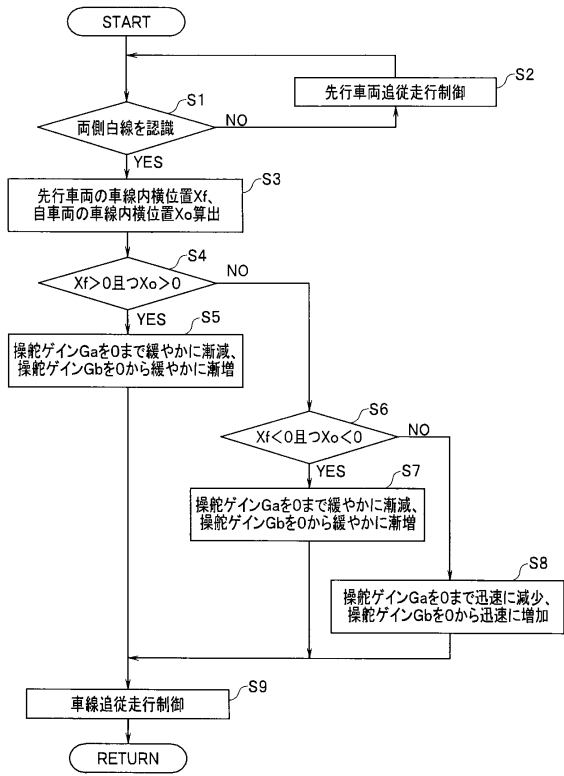 START
S1
両側白線を認識
NO
S2
先行車両追従走行制御
YES
S3
先行車両の車線内横位置Xf、
自車両の車線内横位置Xo算出
S4
Xf>0且つXo>0
NO
YES
S5
操舵ゲインGaを0まで緩やかに漸減、
操舵ゲインGbを0から緩やかに漸増
S6
Xf<0且つXo<0
NO
YES
S7
操舵ゲインGaを0まで緩やかに漸減、
操舵ゲインGbを0から緩やかに漸増
S8
操舵ゲインGaを0まで迅速に減少、
操舵ゲインGbを0から迅速に増加
S9
車線追従走行制御
RETURN